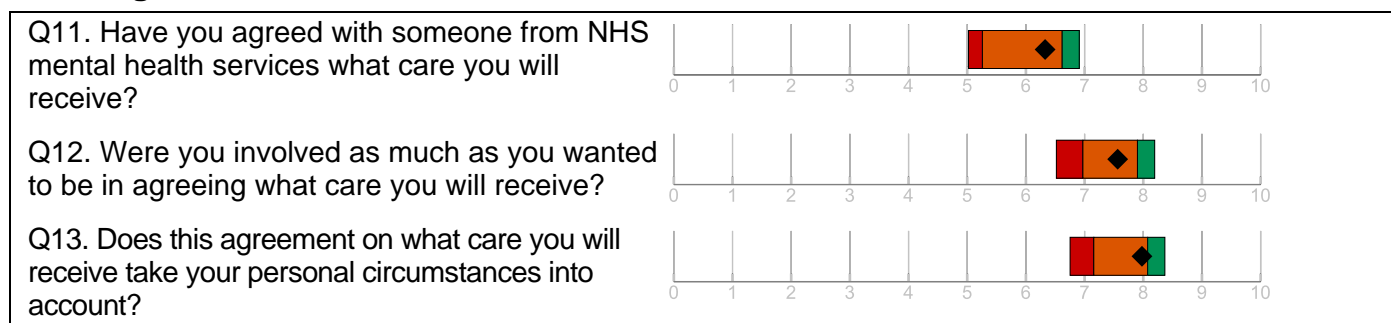 Q11. Have you agreed with someone from NHS
mental health services what care you will
receive?
0 1 2 3 4 5 6 7 8 9 10
Q12. Were you involved as much as you wanted
to be in agreeing what care you will receive?
0 1 2 3 4 5 6 7 8 9 10
Q13. Does this agreement on what care you will
receive take your personal circumstances into
account?
0 1 2 3 4 5 6 7 8 9 10